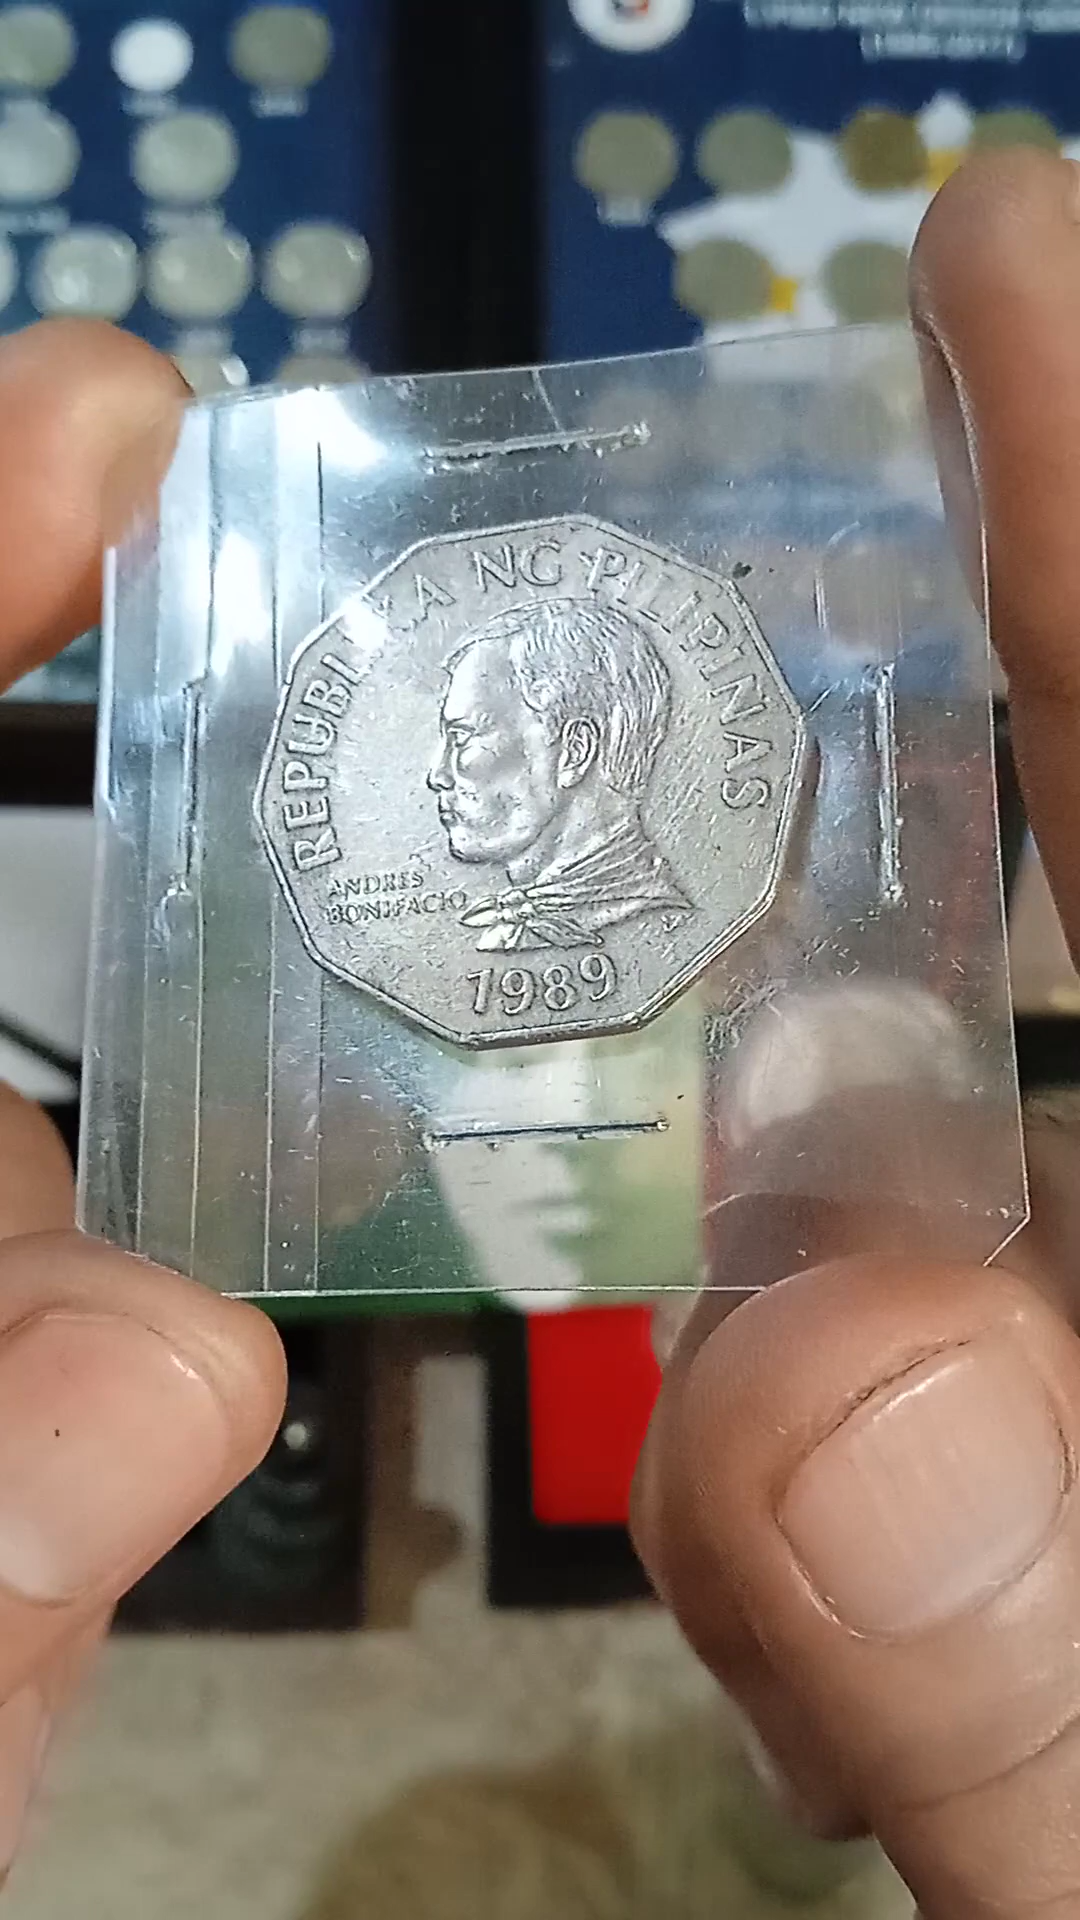 REPUBLIKA NG PILIPINAS
ANDRES
BONIFACIO
1989